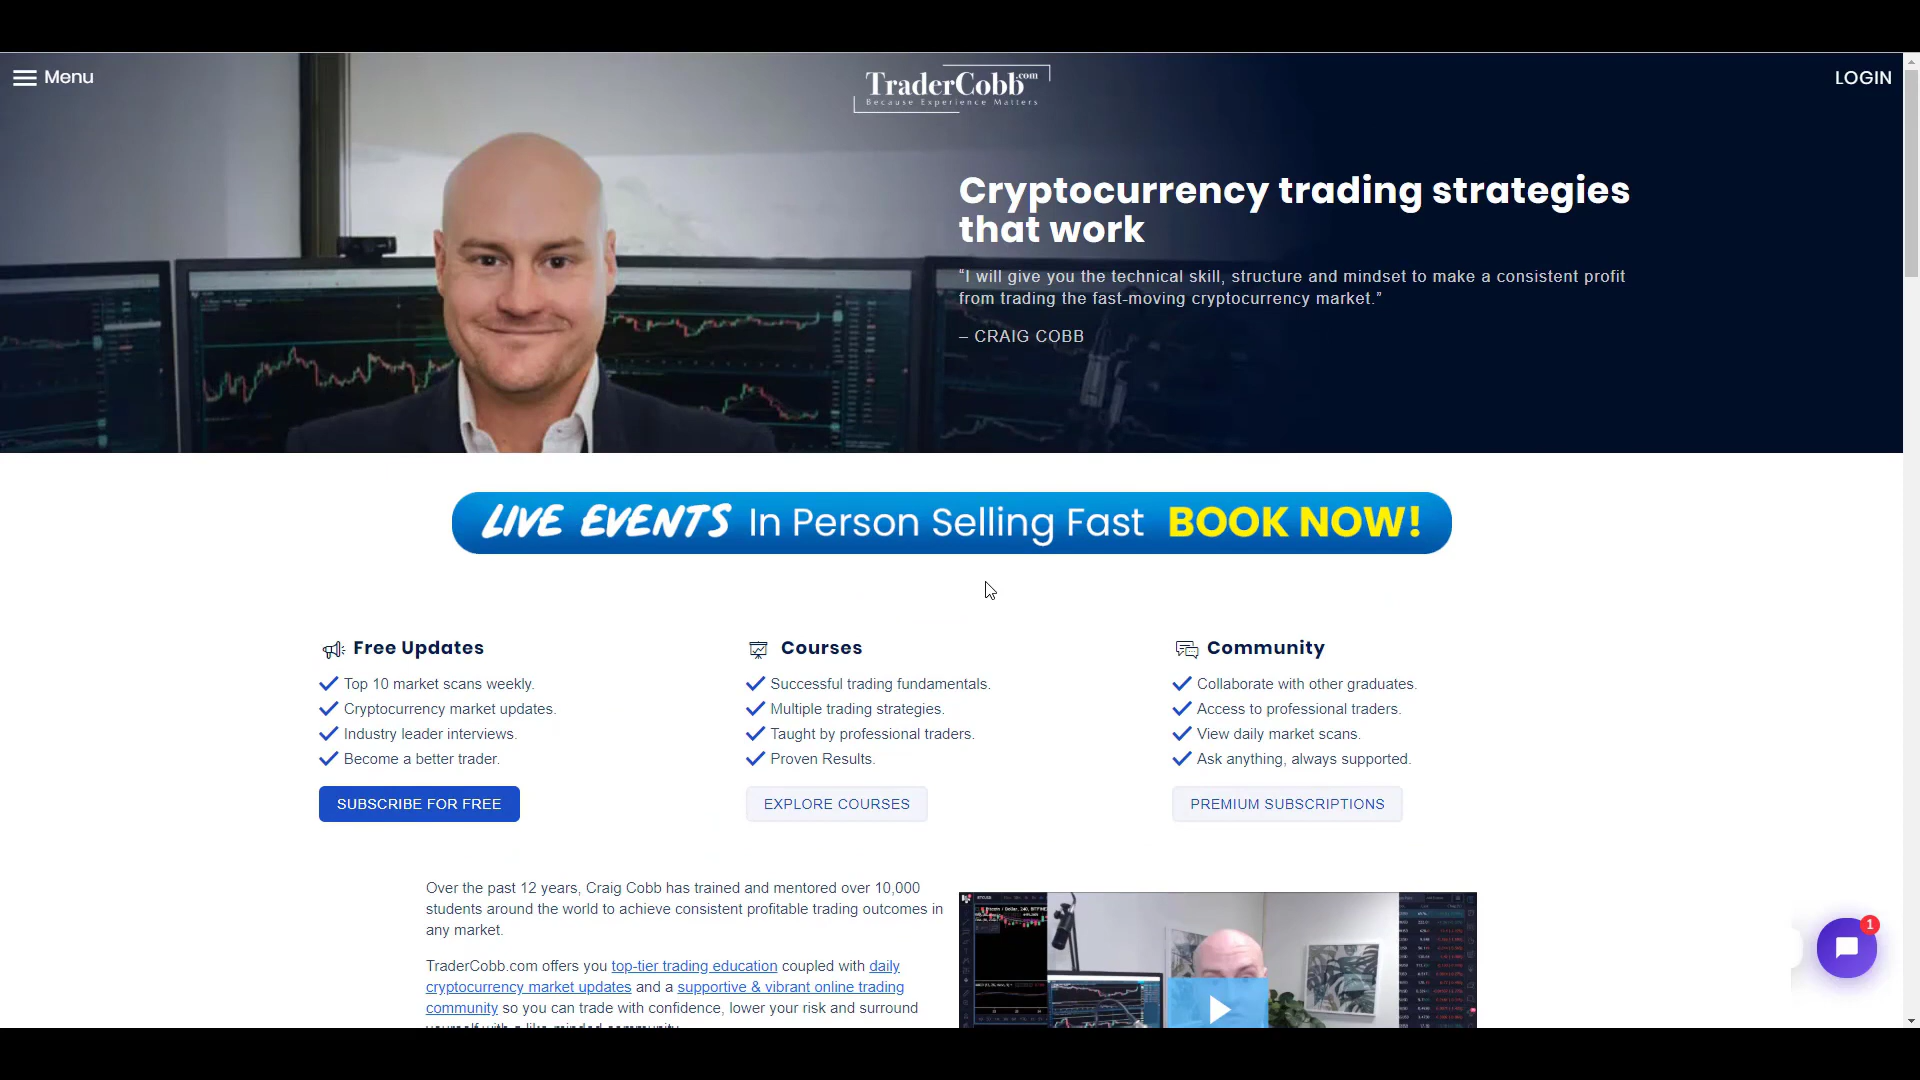 Menu
TraderCobb.com
Because Experience Matters
LOGIN
Cryptocurrency trading strategies
that work
“I will give you the technical skill, structure and mindset to make a consistent profit
from trading the fast-moving cryptocurrency market.”
– CRAIG COBB
LIVE EVENTS In Person Selling Fast BOOK NOW!
Free Updates
Top 10 market scans weekly.
Cryptocurrency market updates.
Industry leader interviews.
Become a better trader.
SUBSCRIBE FOR FREE
Courses
Successful trading fundamentals.
Multiple trading strategies.
Taught by professional traders.
Proven Results.
EXPLORE COURSES
Community
Collaborate with other graduates.
Access to professional traders.
View daily market scans.
Ask anything, always supported.
PREMIUM SUBSCRIPTIONS
Over the past 12 years, Craig Cobb has trained and mentored over 10,000
students around the world to achieve consistent profitable trading outcomes in
any market.
TraderCobb.com offers you top-tier trading education coupled with daily
cryptocurrency market updates and a supportive & vibrant online trading
community so you can trade with confidence, lower your risk and surround
1